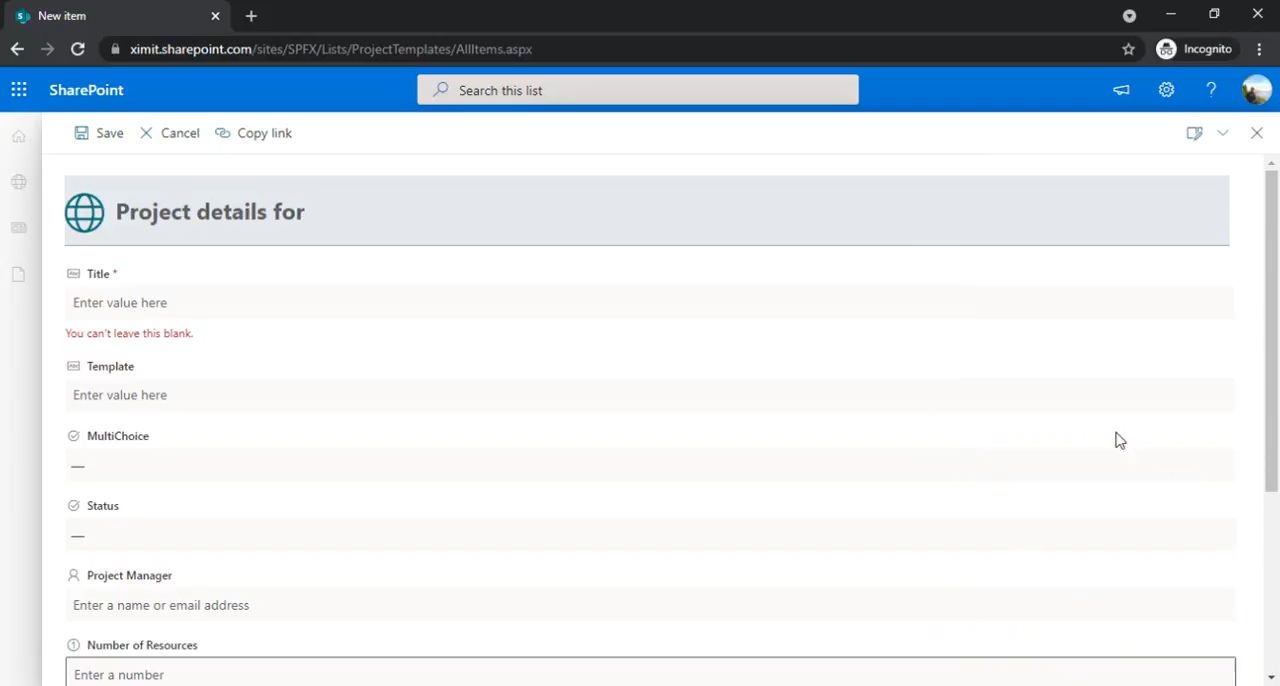 New item
ximit.sharepoint.com/sites/SPFX/Lists/ProjectTemplates/AllItems.aspx
Incognito
SharePoint
Search this list
?
Save
Cancel
Copy link
Project details for
Title *
Enter value here
You can't leave this blank.
Template
Enter value here
MultiChoice
—
Status
—
Project Manager
Enter a name or email address
Number of Resources
Enter a number